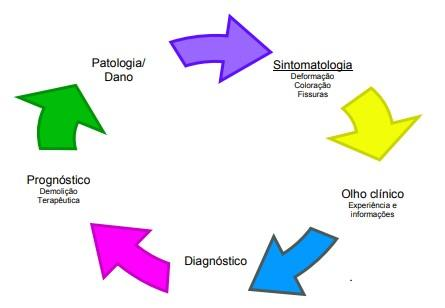 Patologia/
Dano
Sintomatologia
Deformação
Coloração
Fissuras
Olho clínico
Experiência e
informações
Diagnóstico
Prognóstico
Demolição
Terapêutica
.